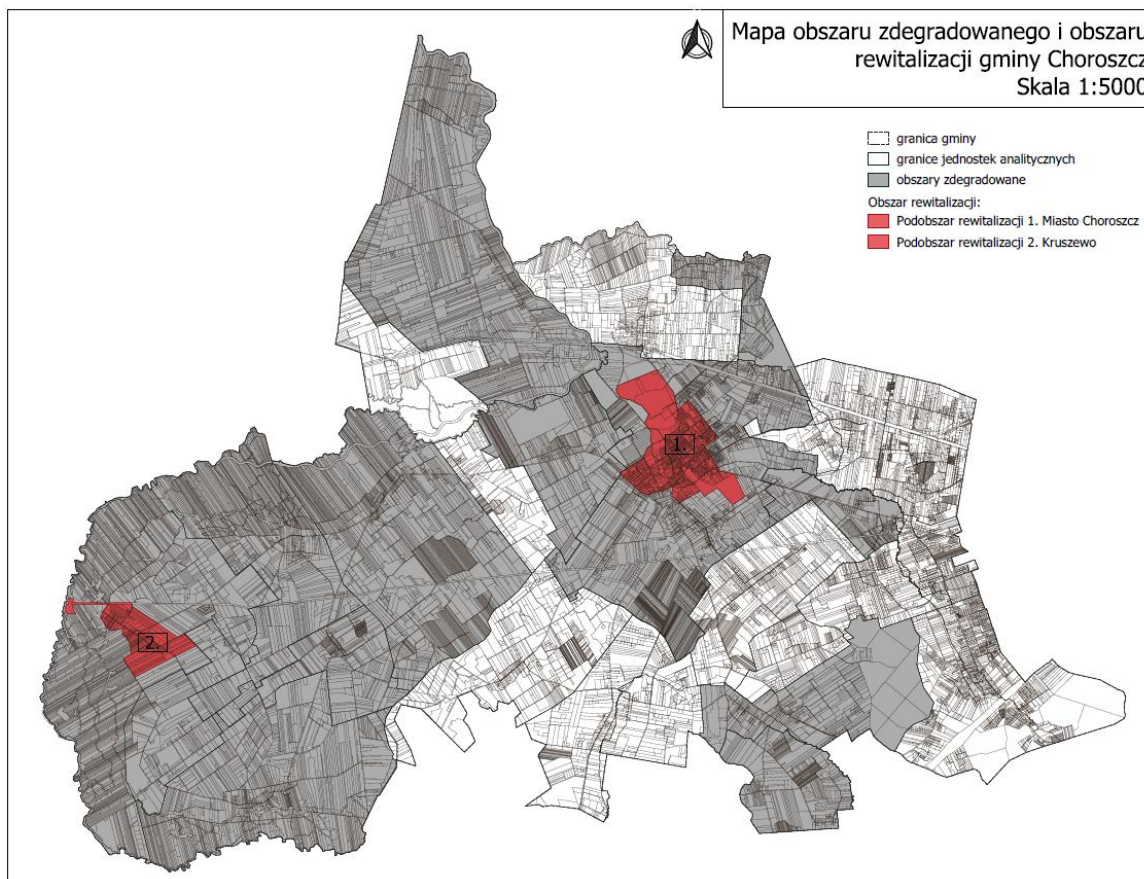 Mapa obszaru zdegradowanego i obszaru
rewitalizacji gminy Choroszcz
Skala 1:5000
granica gminy
granice jednostek analitycznych
obszary zdegradowane
Obszar rewitalizacji:
Podobszar rewitalizacji 1. Miasto Choroszcz
Podobszar rewitalizacji 2. Kruszewo
1.
2.